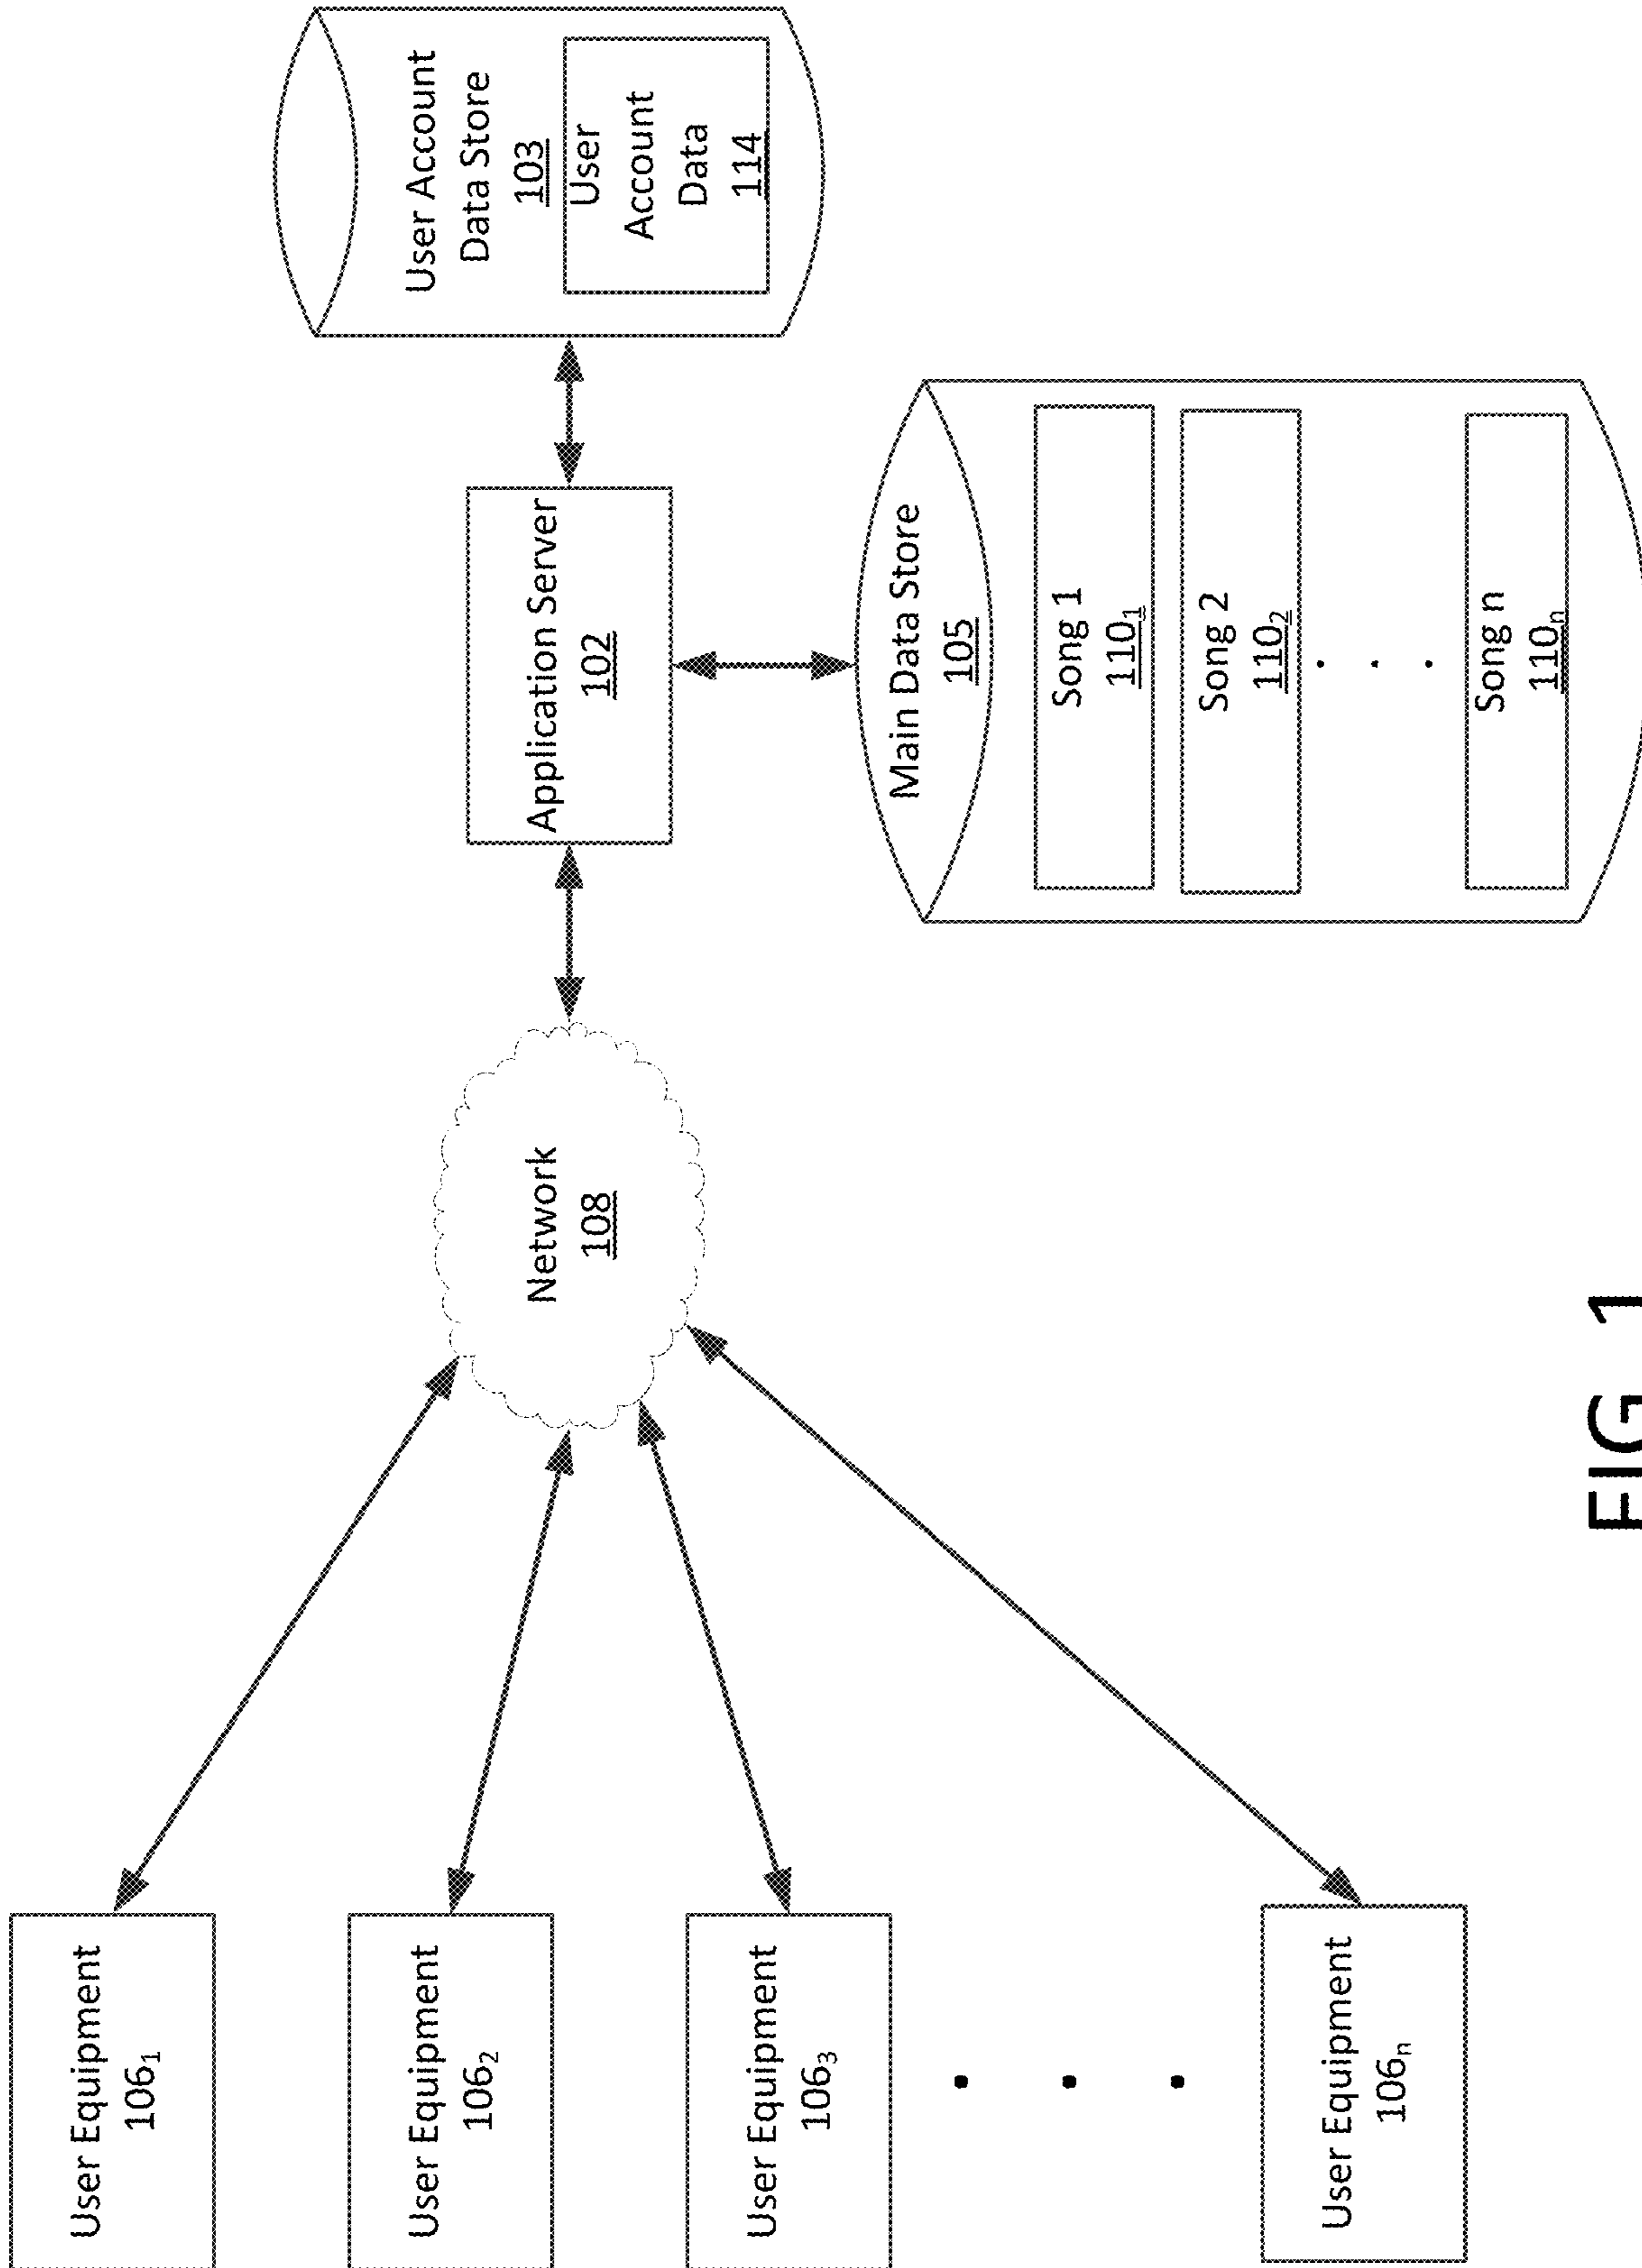 User Equipment
106₁
User Equipment
106₂
User Equipment
106₃
User Equipment
106ₙ
Network
108
Application Server
102
User Account
Data Store
103
User
Account
Data
114
Main Data Store
105
Song 1
110₁
Song 2
110₂
Song n
110ₙ
FIG. 1